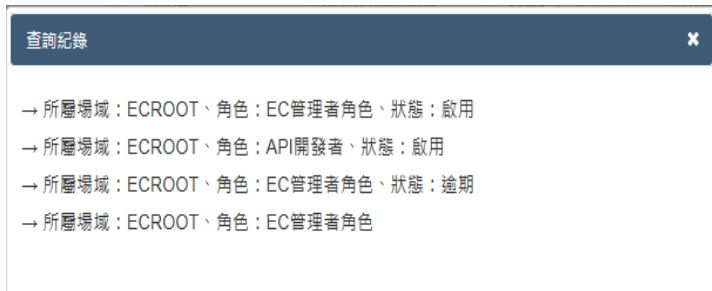 查詢紀錄 ×
→ 所屬場域：ECROOT、角色：EC管理者角色、狀態：啟用
→ 所屬場域：ECROOT、角色：API開發者、狀態：啟用
→ 所屬場域：ECROOT、角色：EC管理者角色、狀態：逾期
→ 所屬場域：ECROOT、角色：EC管理者角色